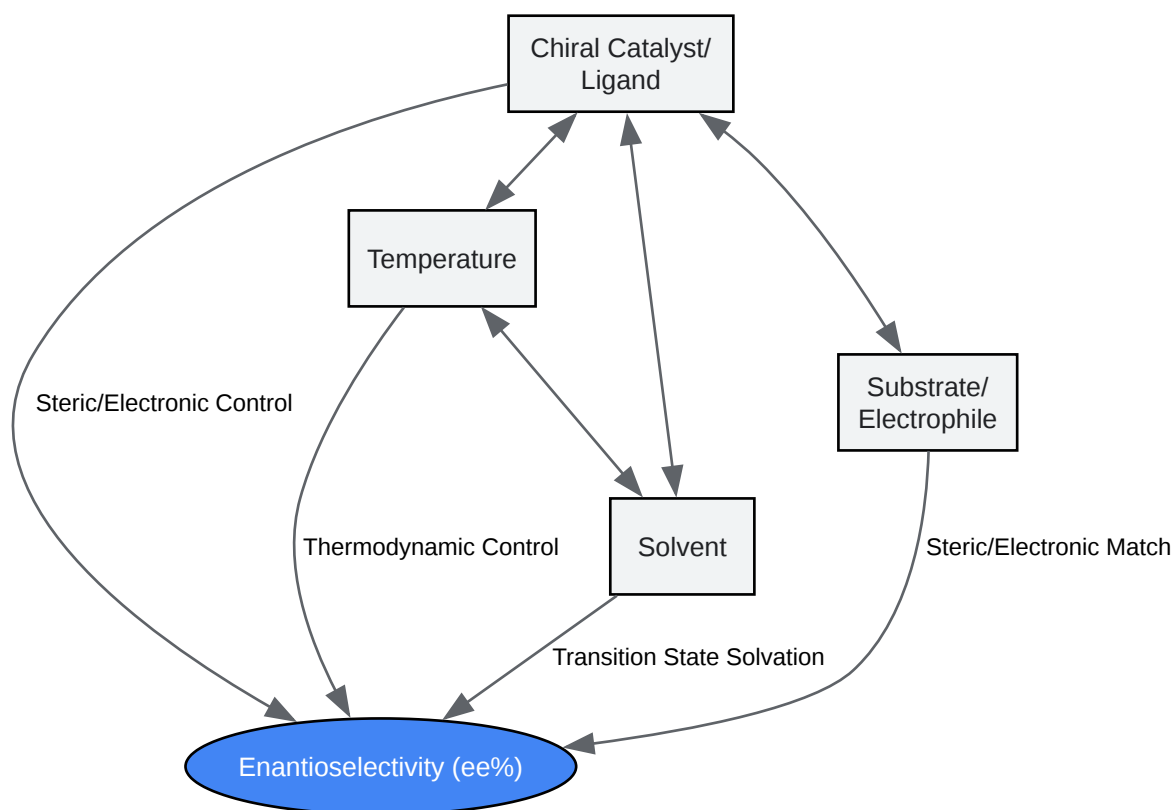 Chiral Catalyst/
Ligand
Temperature
Substrate/
Electrophile
Steric/Electronic Control
Thermodynamic Control
Solvent
Steric/Electronic Match
Transition State Solvation
Enantioselectivity (ee%)